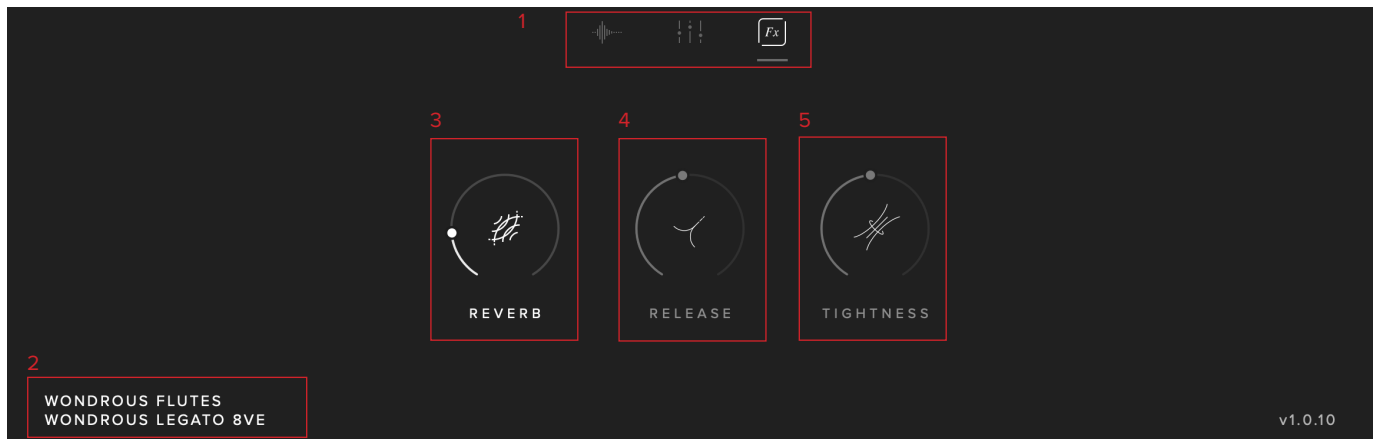 1
Fx
3
4
5
REVERB
RELEASE
TIGHTNESS
2
WONDROUS FLUTES
WONDROUS LEGATO 8VE
v1.0.10